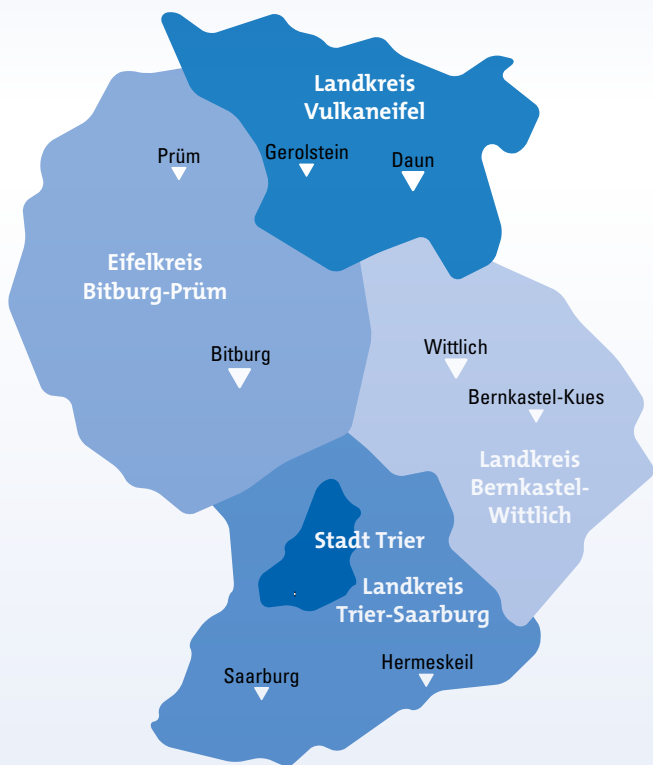 Landkreis
Vulkaneifel
Prüm
Gerolstein
Daun
Eifelkreis
Bitburg-Prüm
Bitburg
Wittlich
Bernkastel-Kues
Landkreis
Bernkastel-
Wittlich
Stadt Trier
Landkreis
Trier-Saarburg
Saarburg
Hermeskeil